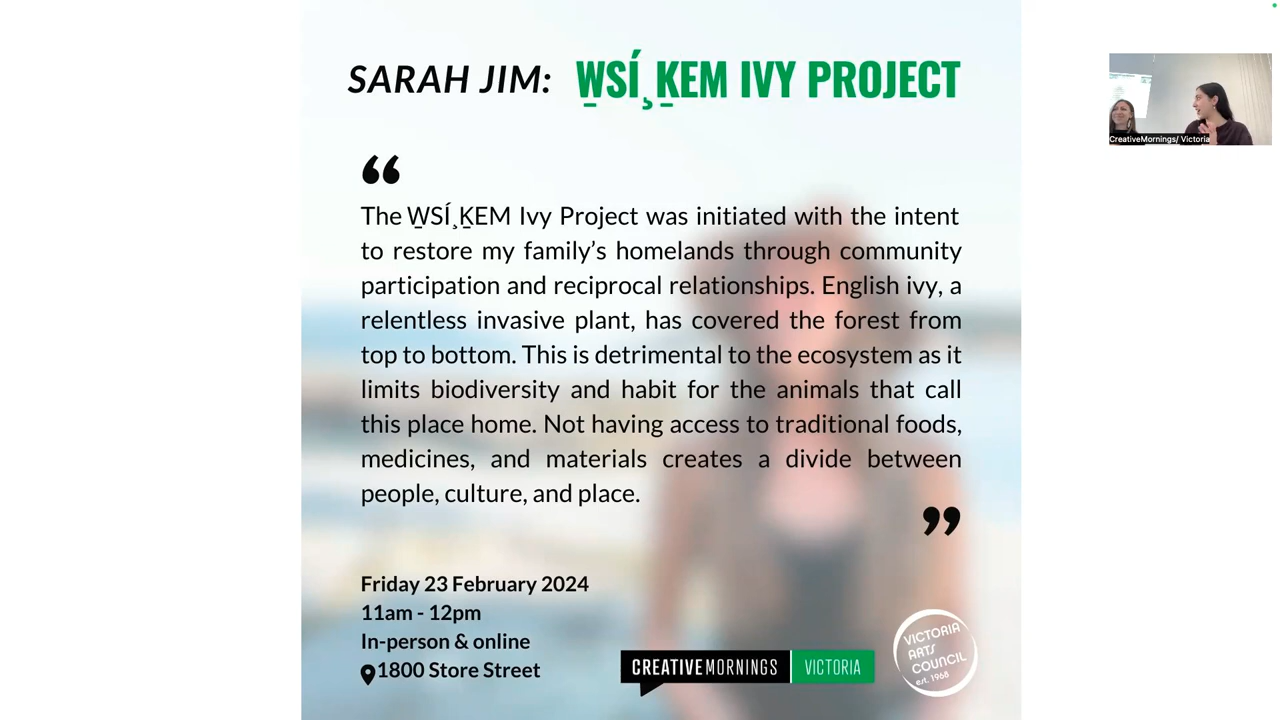 SARAH JIM: W̱SÍ¸ḴEM IVY PROJECT
“
The W̱SÍ¸ḴEM Ivy Project was initiated with the intent
to restore my family’s homelands through community
participation and reciprocal relationships. English ivy, a
relentless invasive plant, has covered the forest from
top to bottom. This is detrimental to the ecosystem as it
limits biodiversity and habit for the animals that call
this place home. Not having access to traditional foods,
medicines, and materials creates a divide between
people, culture, and place.
”
Friday 23 February 2024
11am - 12pm
In-person & online
1800 Store Street
CREATIVEMORNINGS VICTORIA
VICTORIA
ARTS
COUNCIL
est. 1968
CreativeMornings/ Victoria